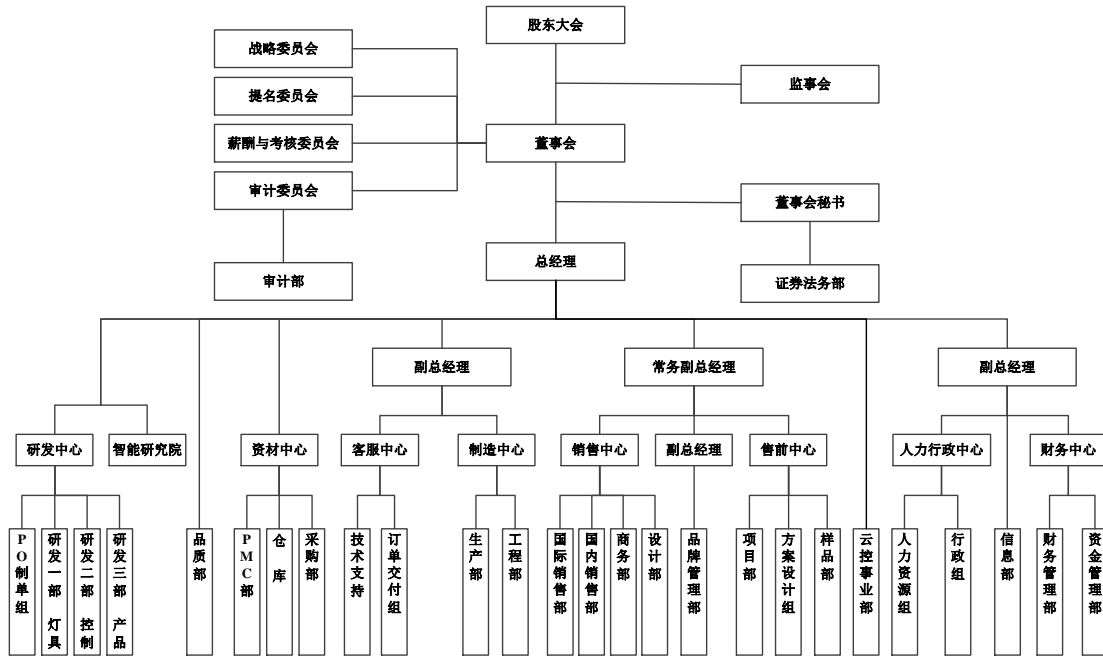 股东大会
战略委员会
监事会
提名委员会
薪酬与考核委员会
董事会
审计委员会
董事会秘书
总经理
审计部
证券法务部
副总经理
常务副总经理
副总经理
研发中心
智能研究院
资材中心
客服中心
制造中心
销售中心
副总经理
售前中心
人力行政中心
财务中心
PO制单组
研发一部 灯具
研发二部 控制
研发三部 产品
品质部
PMC部
仓 库
采购部
技术支持
订单交付组
生产部
工程部
国际销售部
国内销售部
商务部
设计部
品牌管理部
项目部
方案设计组
样品部
云控事业部
人力资源组
行政组
信息部
财务管理部
资金管理部